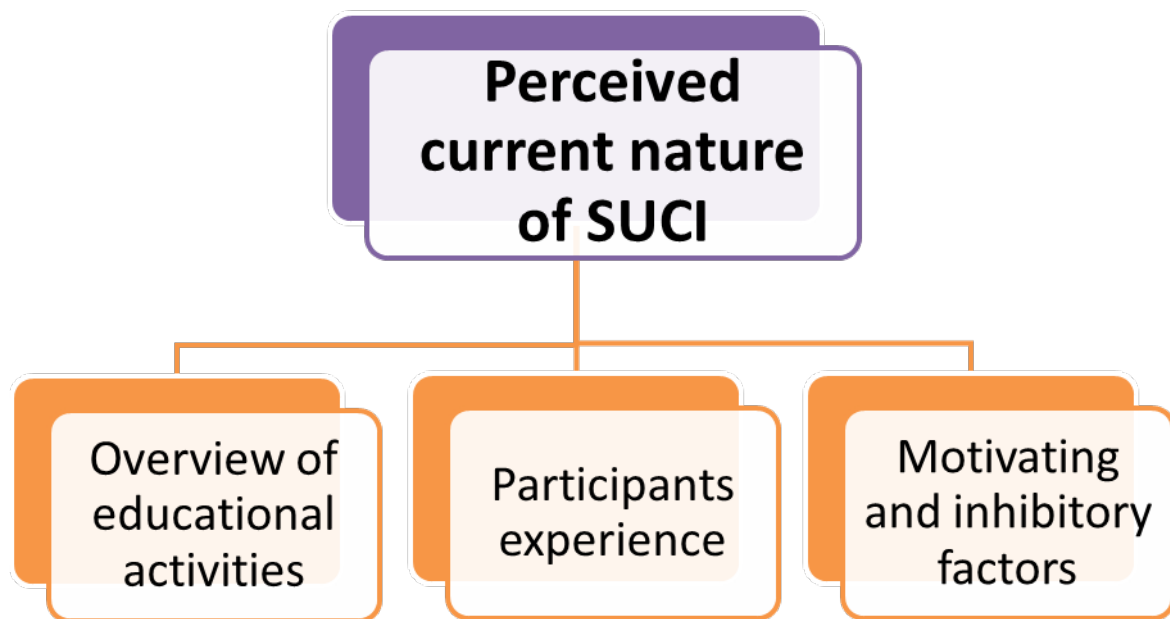 Perceived
current nature
of SUCI
Overview of
educational
activities
Participants
experience
Motivating
and inhibitory
factors